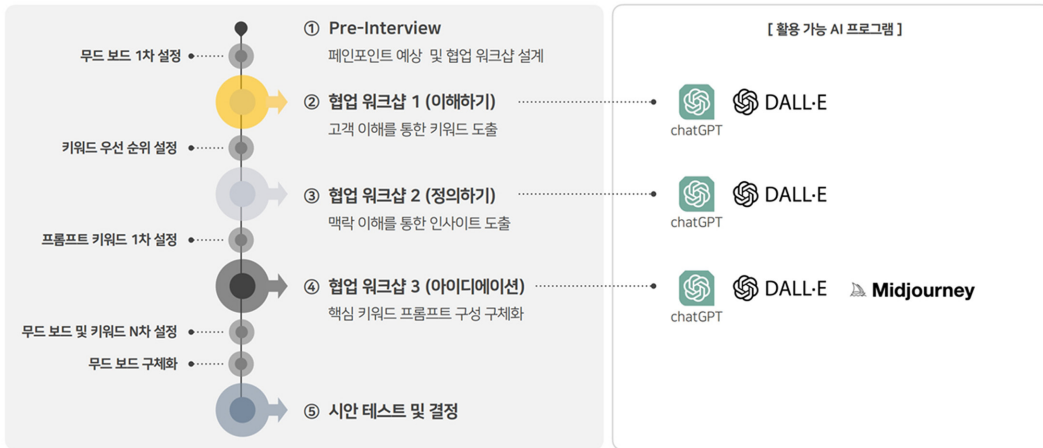 ① Pre-Interview
무드 보드 1차 설정
페인포인트 예상 및 협업 워크샵 설계
② 협업 워크샵 1 (이해하기)
고객 이해를 통한 키워드 도출
키워드 우선 순위 설정
③ 협업 워크샵 2 (정의하기)
맥락 이해를 통한 인사이트 도출
프롬프트 키워드 1차 설정
④ 협업 워크샵 3 (아이디에이션)
핵심 키워드 프롬프트 구성 구체화
무드 보드 및 키워드 N차 설정
무드 보드 구체화
⑤ 시안 테스트 및 결정
[ 활용 가능 AI 프로그램 ]
DALL·E
chatGPT
DALL·E
chatGPT
DALL·E
Midjourney
chatGPT